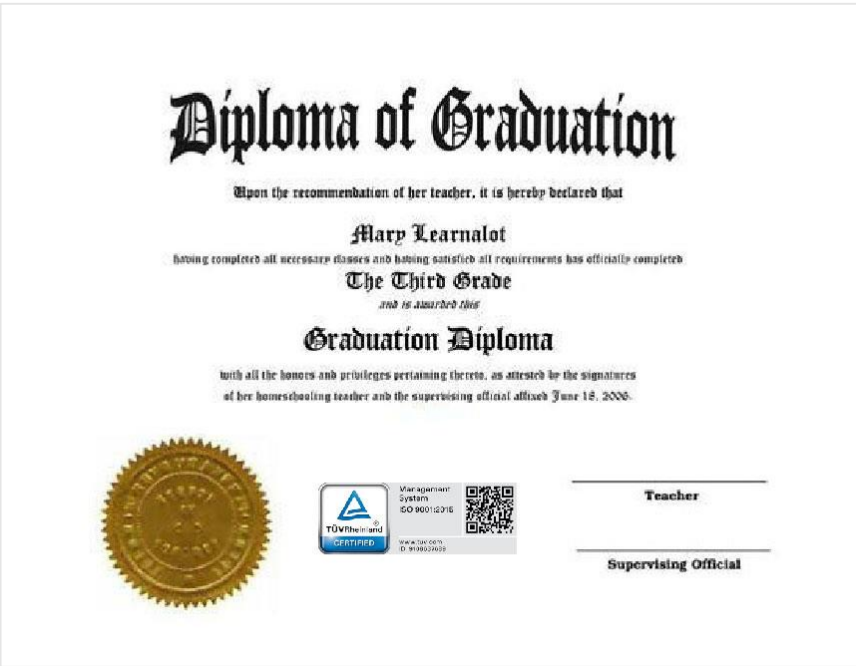 Diploma of Graduation
Upon the recommendation of her teacher, it is hereby declared that
Mary Learnalot
having completed all necessary classes and having satisfied all requirements has officially completed
The Third Grade
and is awarded this
Graduation Diploma
with all the honors and privileges pertaining thereto, as attested by the signatures
of her homeschooling teacher and the supervising official affixed June 18, 2006.
Management
System
ISO 9001:2015
TÜVRheinland
®
CERTIFIED
www.tuv.com
ID
Teacher
Supervising Official